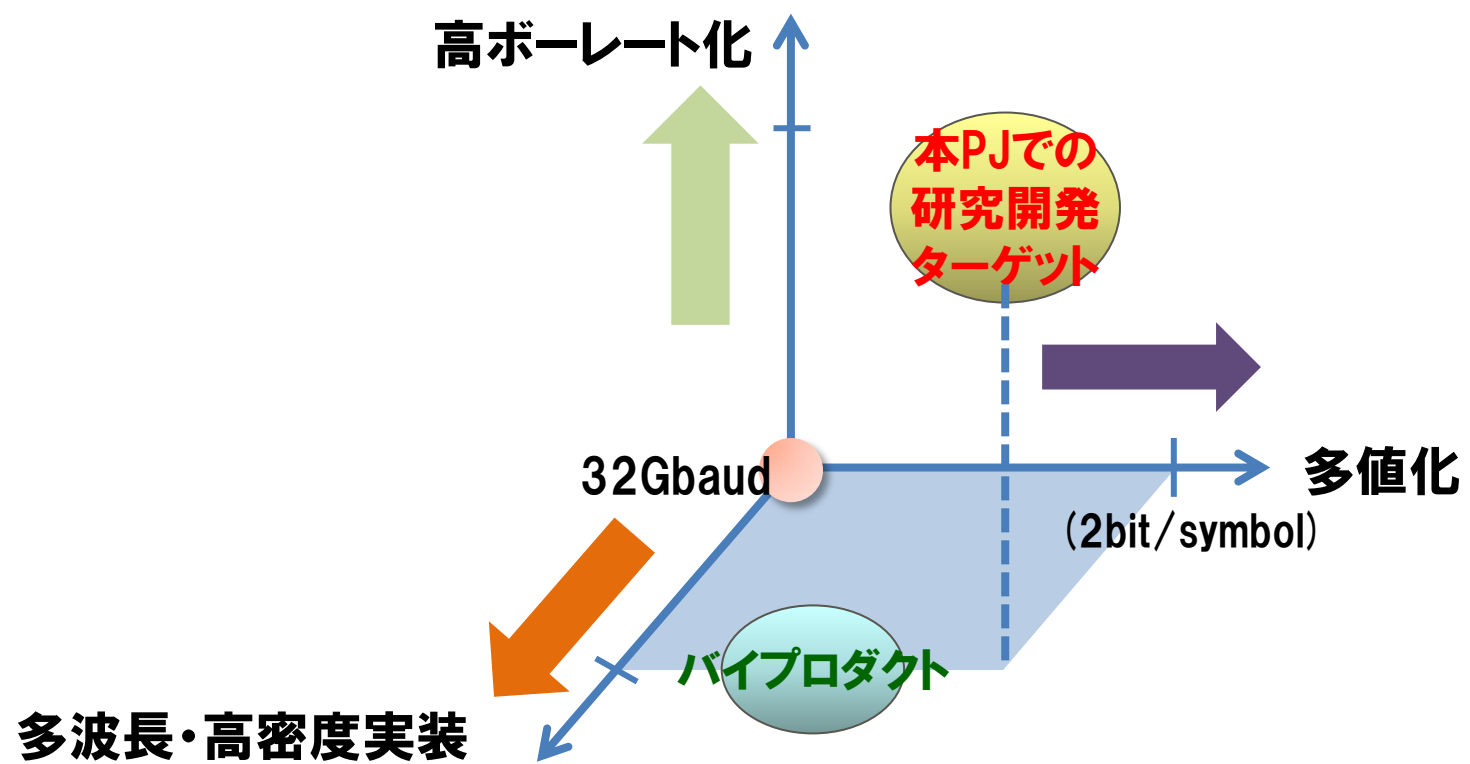 高ボーレート化
本PJでの
研究開発
ターゲット
32Gbaud
多値化
(2bit/symbol)
バイプロダクト
多波長・高密度実装